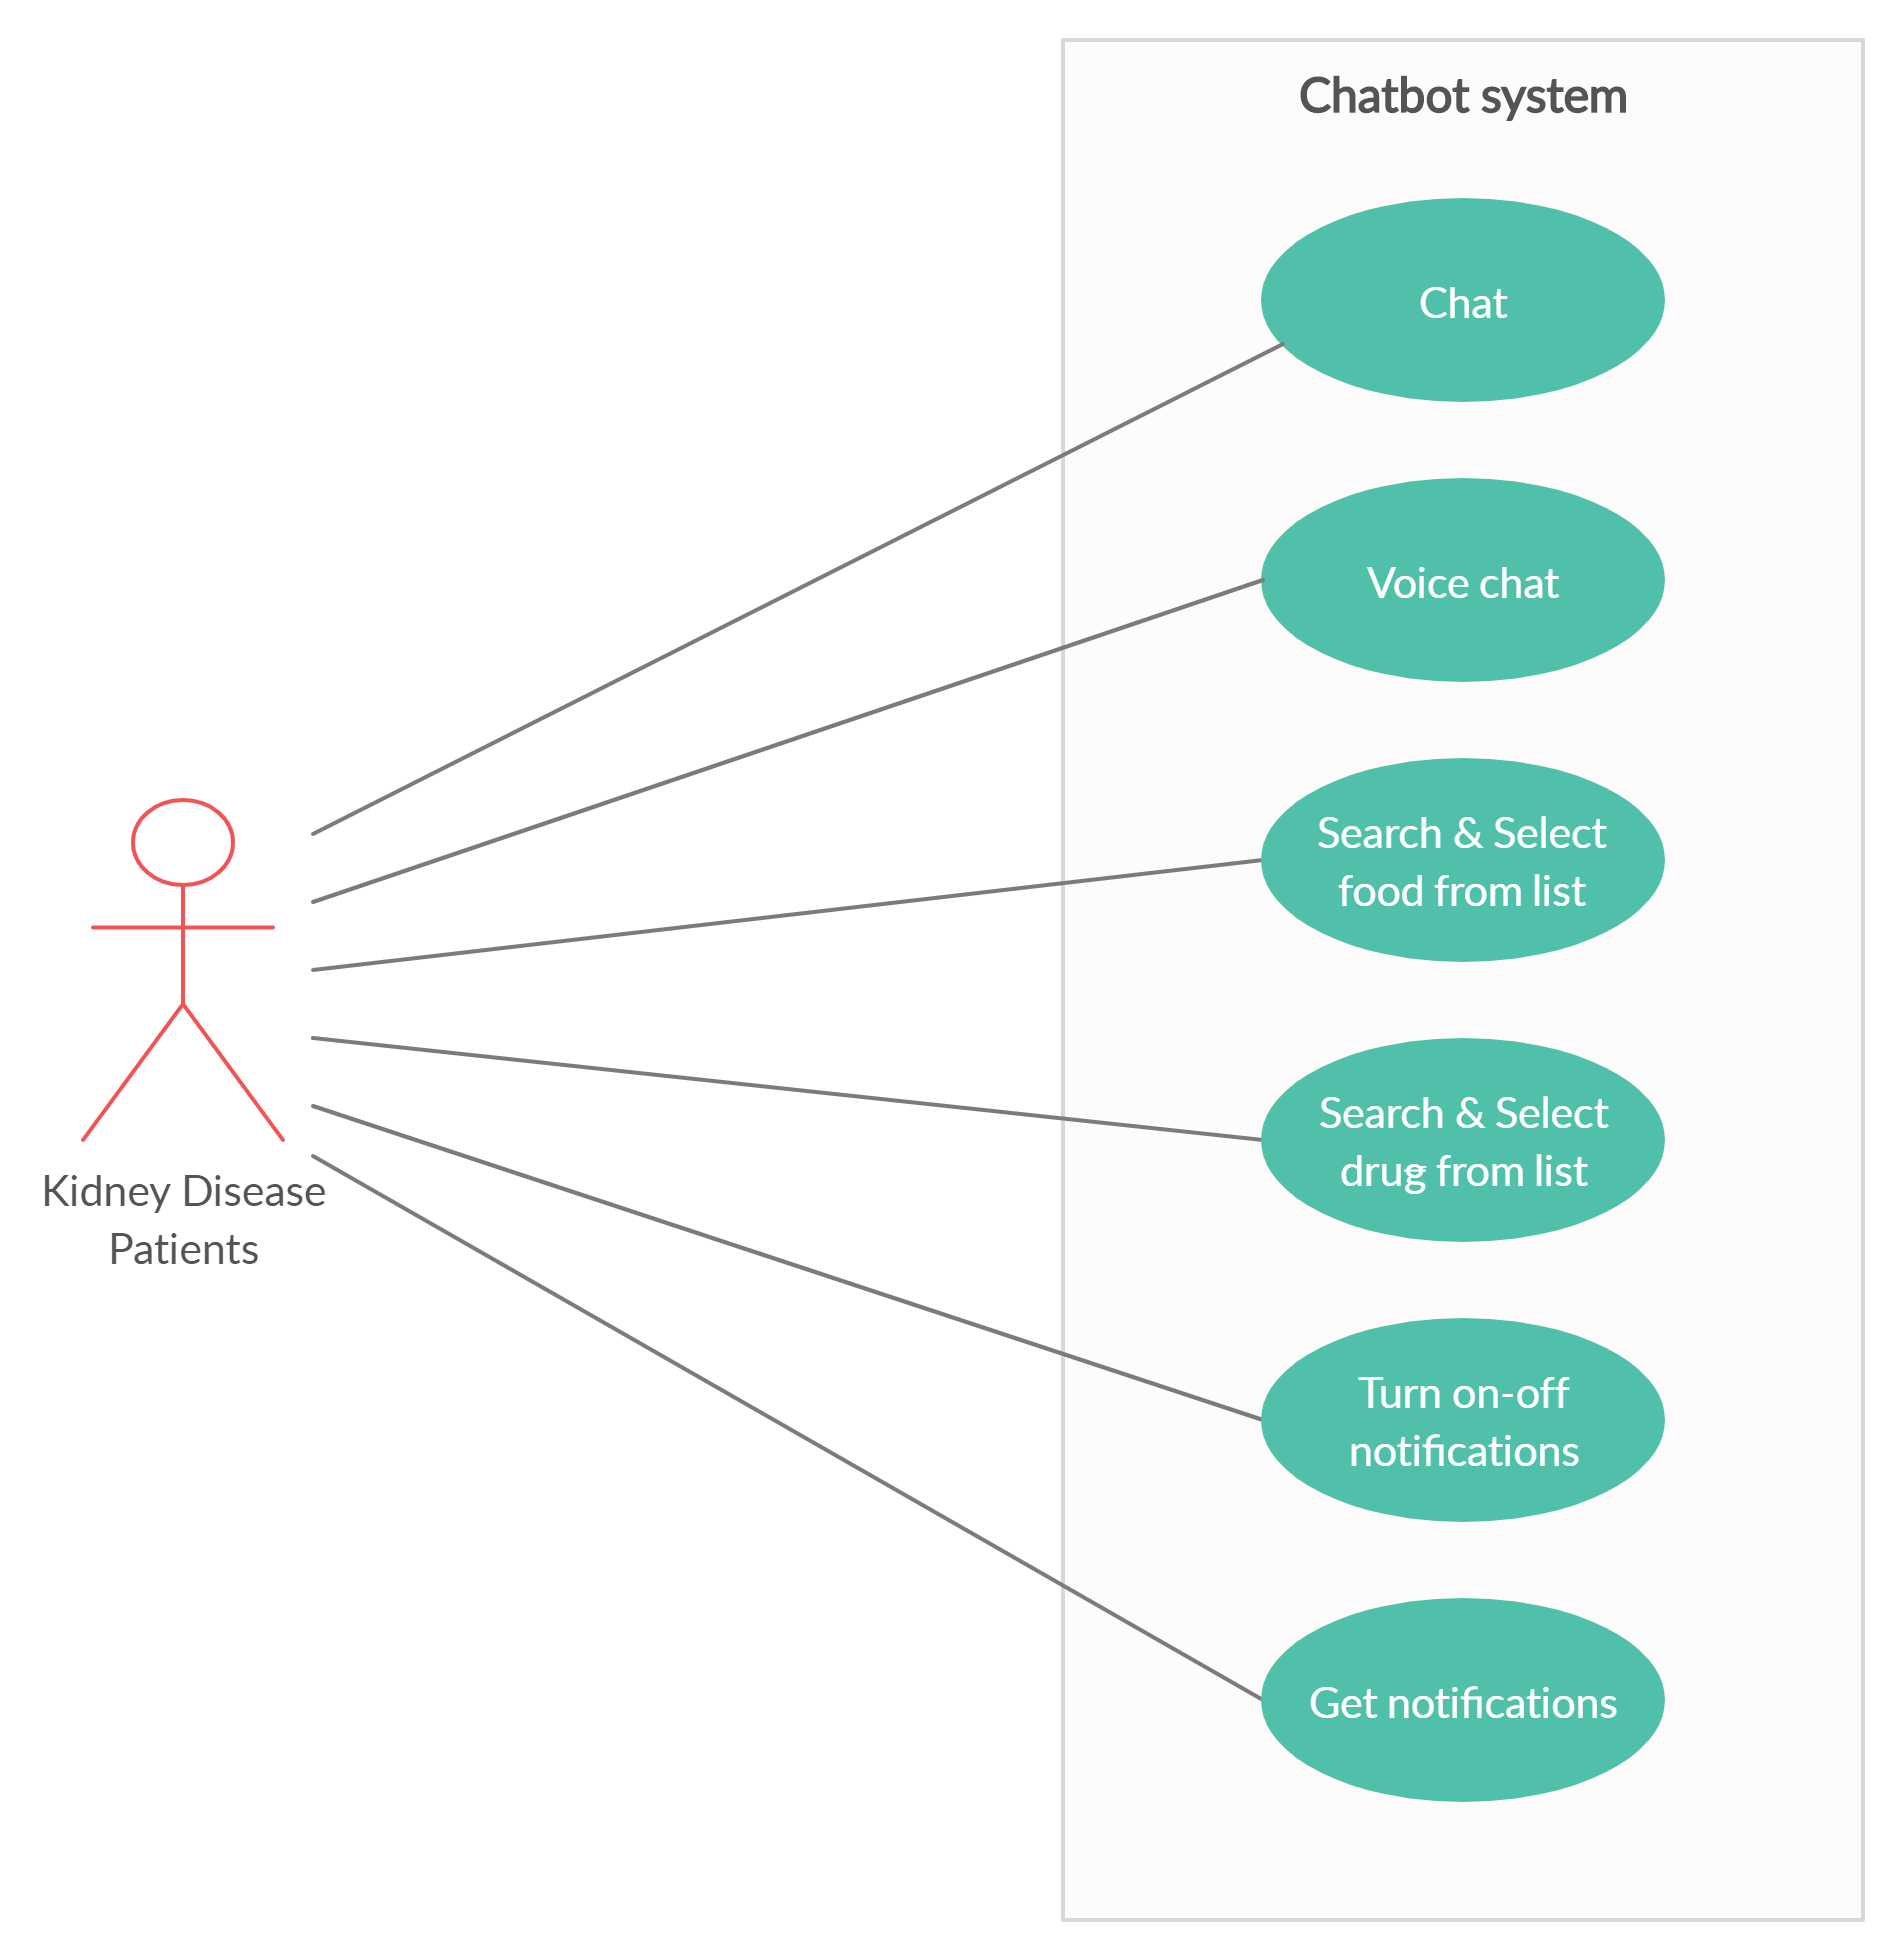 Chatbot system
Chat
Voice chat
Search & Select
food from list
Search & Select
drug from list
Kidney Disease
Patients
Turn on-off
notifications
Get notifications